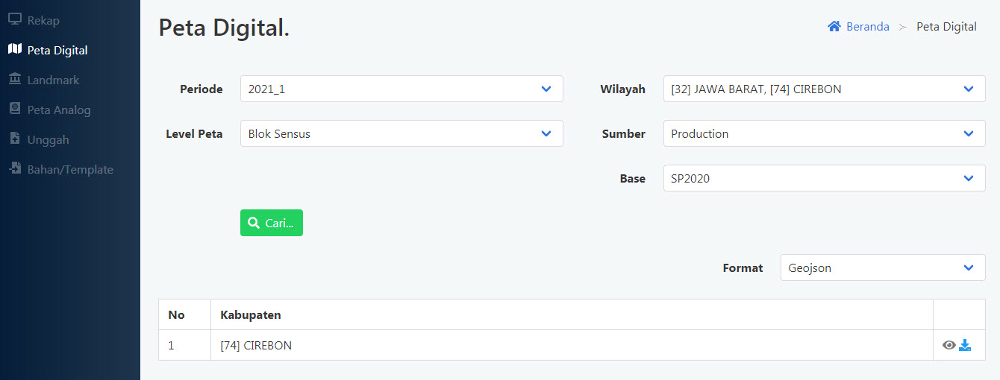 Rekap
Peta Digital
Landmark
Peta Analog
Unggah
Bahan/Template
Peta Digital.
Beranda > Peta Digital
Periode 2021_1 Wilayah [32] JAWA BARAT, [74] CIREBON
Level Peta Blok Sensus Sumber Production
Base SP2020
Cari...
Format Geojson
No Kabupaten
1 [74] CIREBON